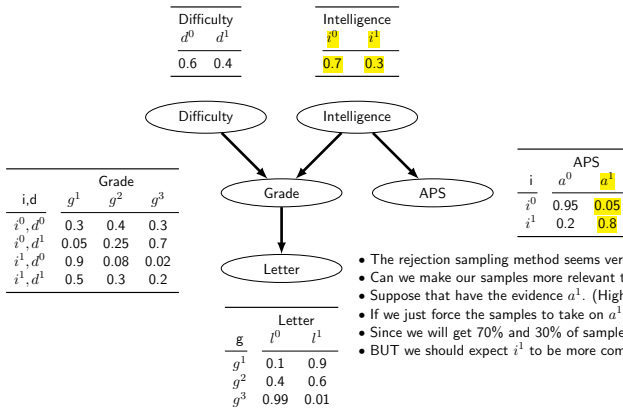 Difficulty
d⁰ d¹
0.6 0.4
Intelligence
i⁰ i¹
0.7 0.3
Difficulty
Intelligence
Grade
i,d g¹ g² g³
i⁰, d⁰ 0.3 0.4 0.3
i⁰, d¹ 0.05 0.25 0.7
i¹, d⁰ 0.9 0.08 0.02
i¹, d¹ 0.5 0.3 0.2
Grade
APS
APS
i a⁰ a¹
i⁰ 0.95 0.05
i¹ 0.2 0.8
Letter
Letter
g l⁰ l¹
g¹ 0.1 0.9
g² 0.4 0.6
g³ 0.99 0.01
• The rejection sampling method seems
• Can we make our samples more relevant
• Suppose that have the evidence a¹.
• If we just force the samples to take on a¹
• Since we will get 70% and 30% of
• BUT we should expect i¹ to be more